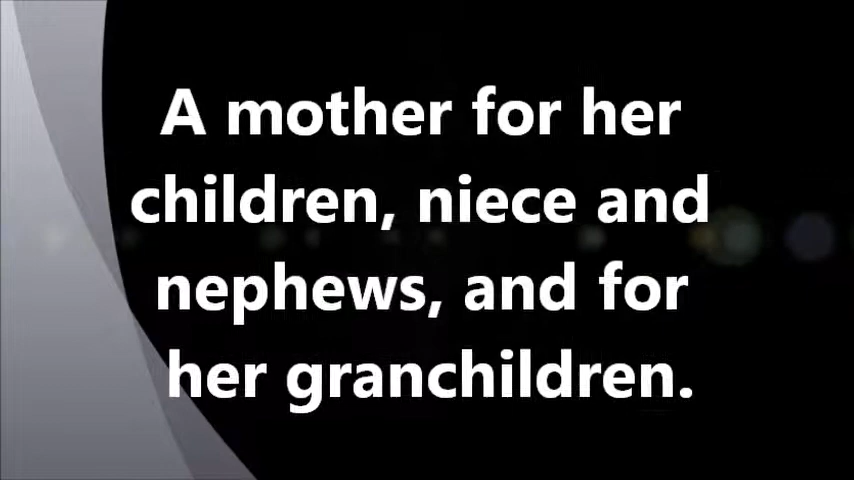 A mother for her
children, niece and
nephews, and for
her granchildren.